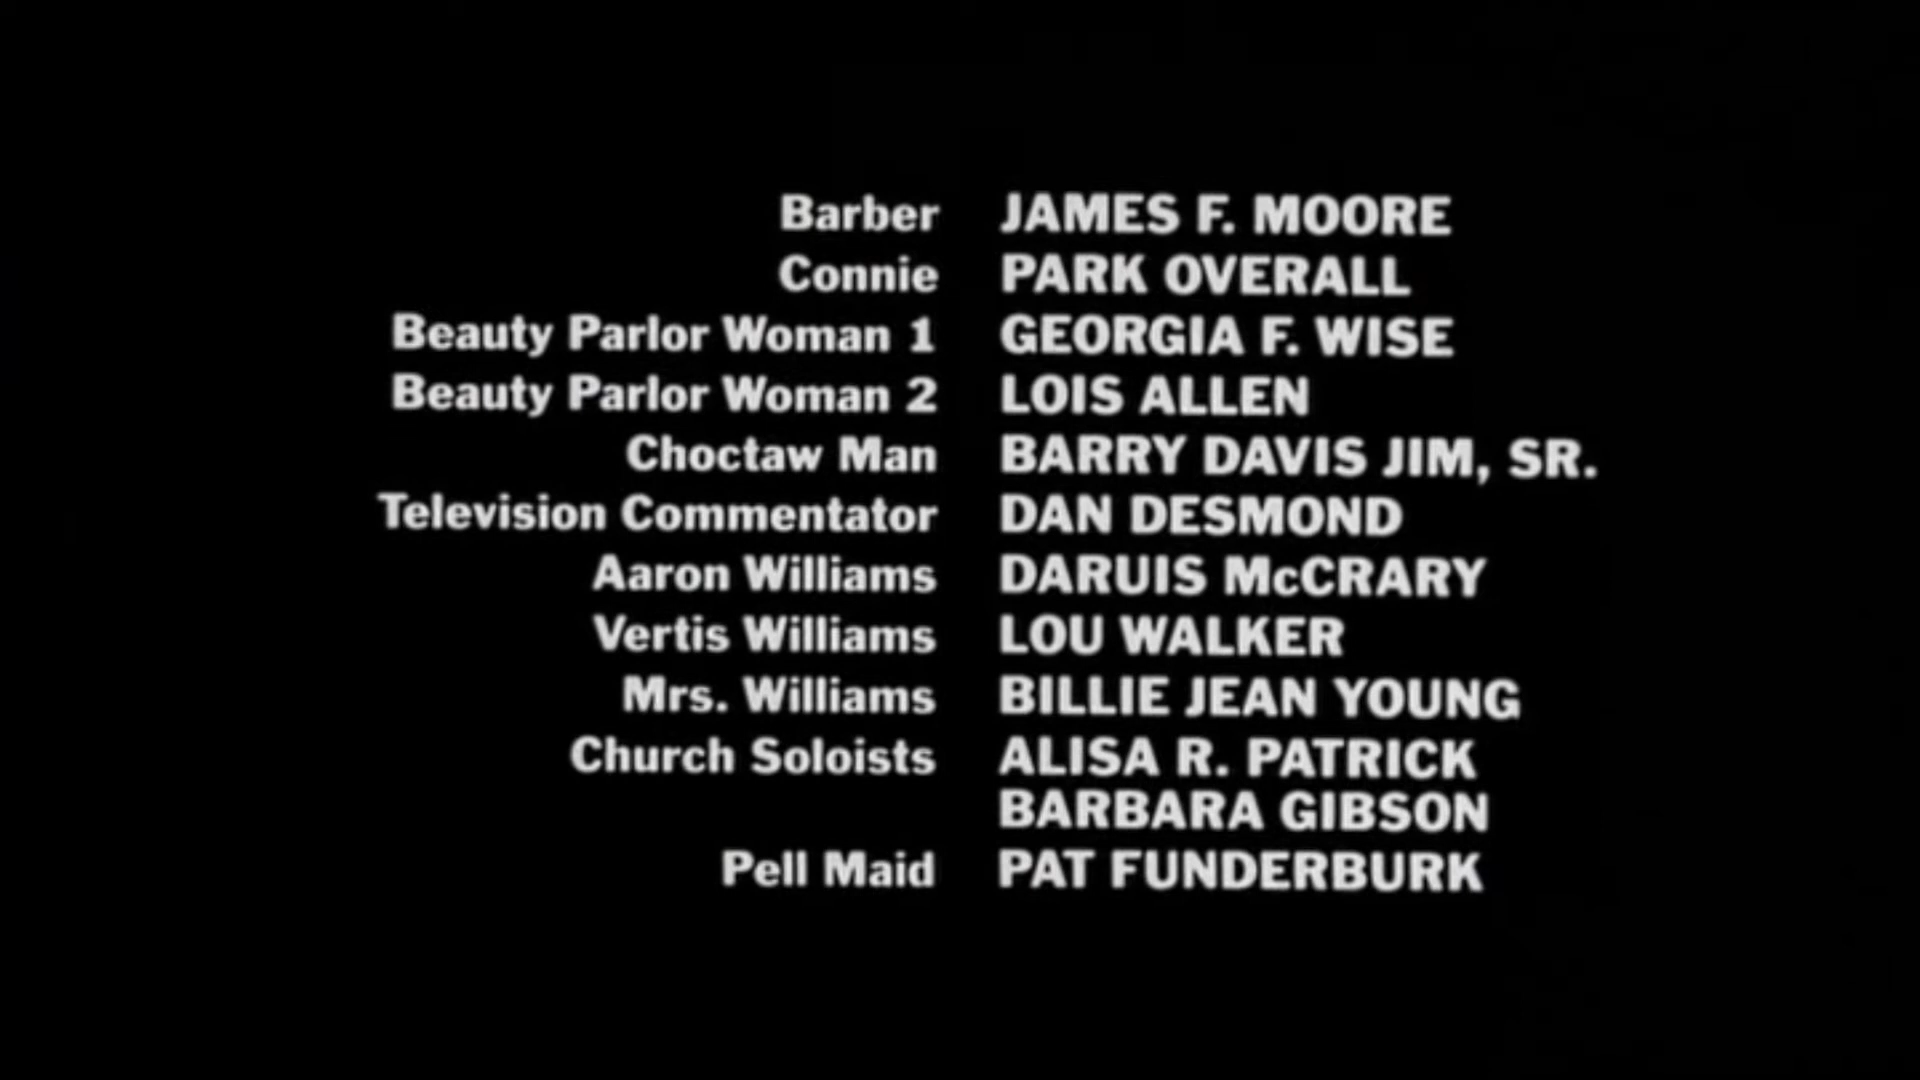 Barber JAMES F. MOORE
Connie PARK OVERALL
Beauty Parlor Woman 1 GEORGIA F. WISE
Beauty Parlor Woman 2 LOIS ALLEN
Choctaw Man BARRY DAVIS JIM, SR.
Television Commentator DAN DESMOND
Aaron Williams DARUIS McCRARY
Vertis Williams LOU WALKER
Mrs. Williams BILLIE JEAN YOUNG
Church Soloists ALISA R. PATRICK
BARBARA GIBSON
Pell Maid PAT FUNDERBURK